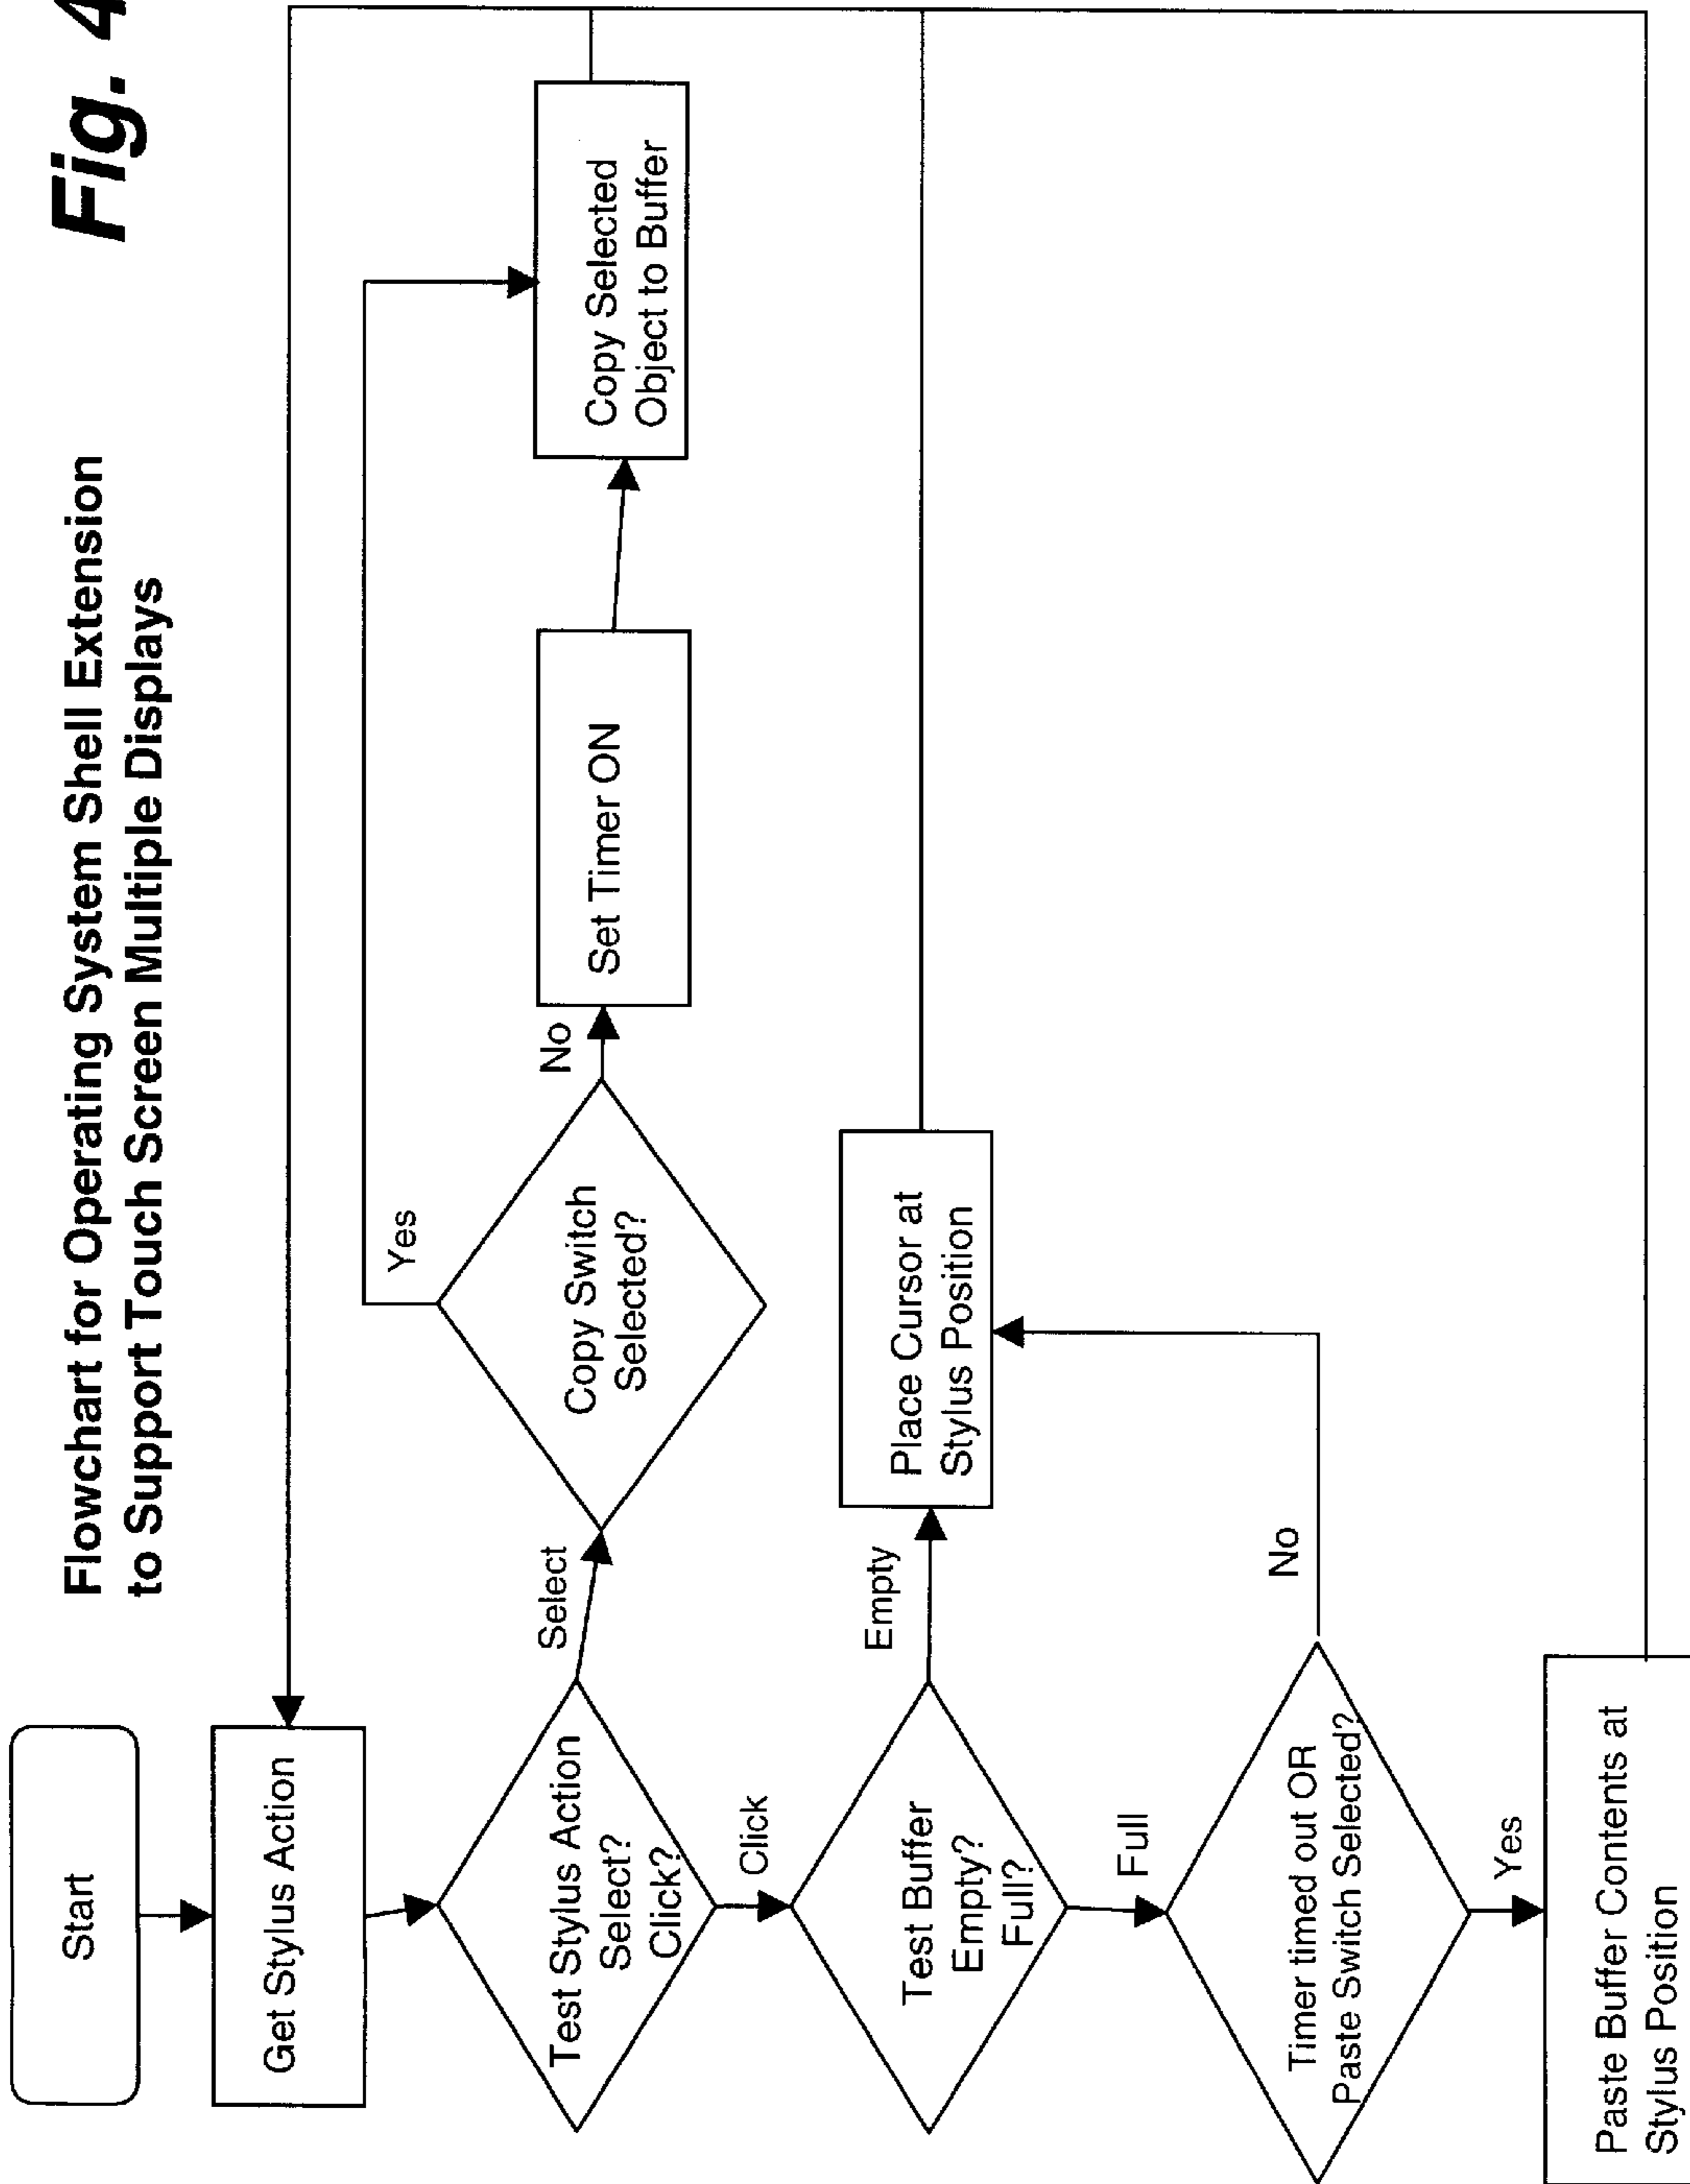 Fig. 4
Flowchart for Operating System Shell Extension
to Support Touch Screen Multiple Displays
Start
Get Stylus Action
Test Stylus Action
Select?
Click?
Select
Copy Switch
Selected?
Yes
No
Set Timer ON
Copy Selected
Object to Buffer
Click
Test Buffer
Empty?
Full?
Empty
Place Cursor at
Stylus Position
Full
Timer timed out OR
Paste Switch Selected?
No
Yes
Paste Buffer Contents at
Stylus Position